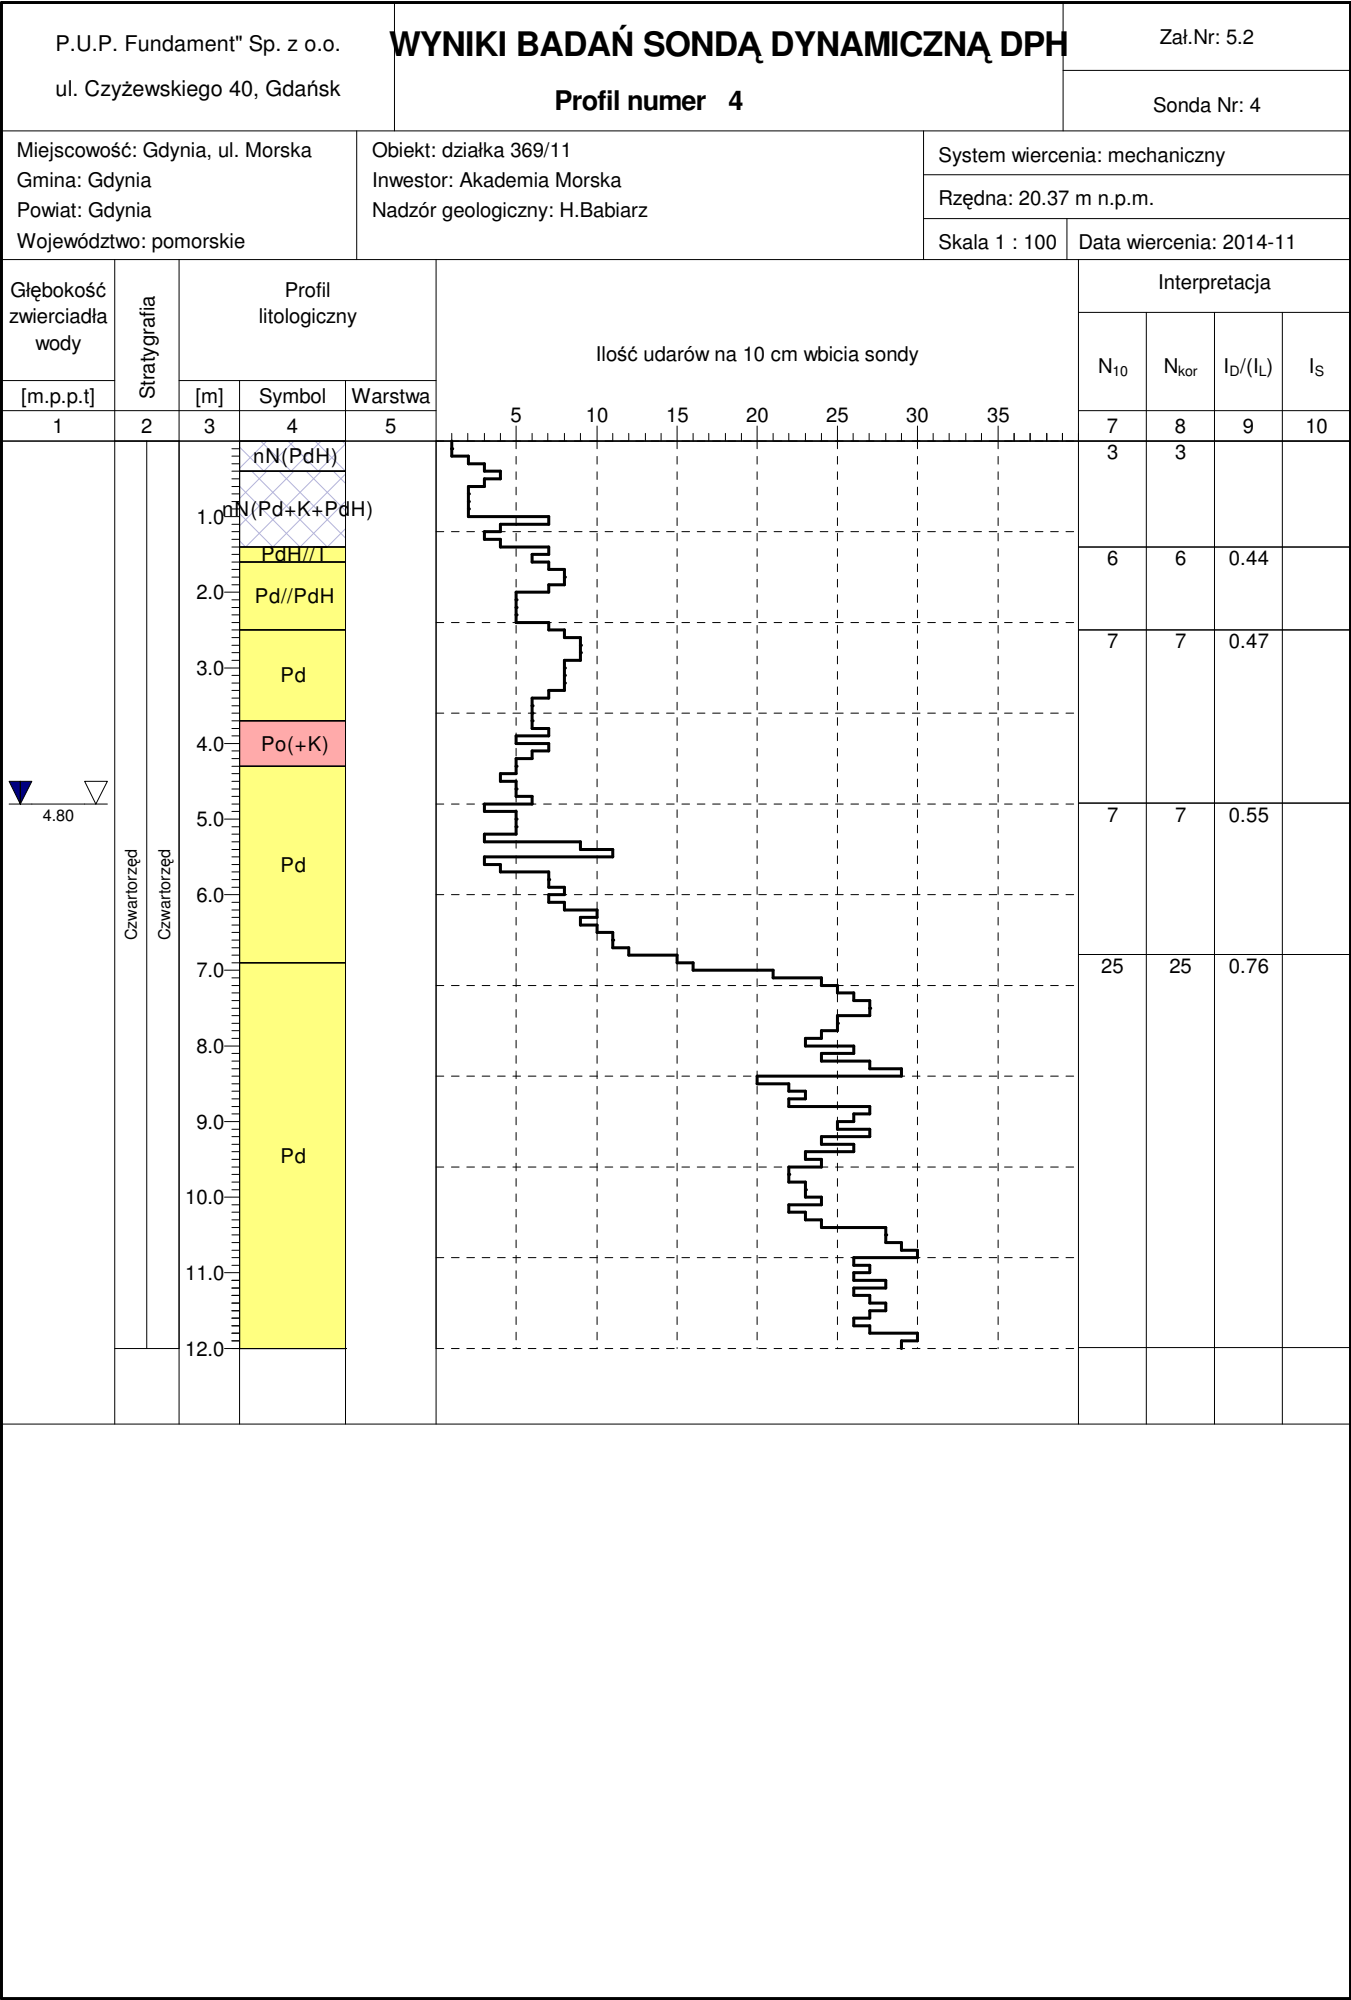 P.U.P. Fundament" Sp. z o.o.
ul. Czyżewskiego 40, Gdańsk
WYNIKI BADAŃ SONDĄ DYNAMICZNĄ DPH
Profil numer 4
Zał.Nr: 5.2
Sonda Nr: 4
Miejscowość: Gdynia, ul. Morska
Gmina: Gdynia
Powiat: Gdynia
Województwo: pomorskie
Obiekt: działka 369/11
Inwestor: Akademia Morska
Nadzór geologiczny: H.Babiarz
System wiercenia: mechaniczny
Rzędna: 20.37 m n.p.m.
Skala 1 : 100
Data wiercenia: 2014-11
Głębokość
zwierciadła
wody
[m.p.p.t]
Stratygrafia
Profil
litologiczny
[m]
Symbol
Warstwa
Ilość udarów na 10 cm wbicia sondy
5 10 15 20 25 30 35
Interpretacja
N10
Nkor
ID/(IL)
IS
1 2 3 4 5 7 8 9 10
4.80
Czwartorzęd
Czwartorzęd
1.0
2.0
3.0
4.0
5.0
6.0
7.0
8.0
9.0
10.0
11.0
12.0
nN(PdH)
nN(Pd+K+PdH)
PdH//T
Pd//PdH
Pd
Po(+K)
Pd
Pd
3 3
6 6 0.44
7 7 0.47
7 7 0.55
25 25 0.76